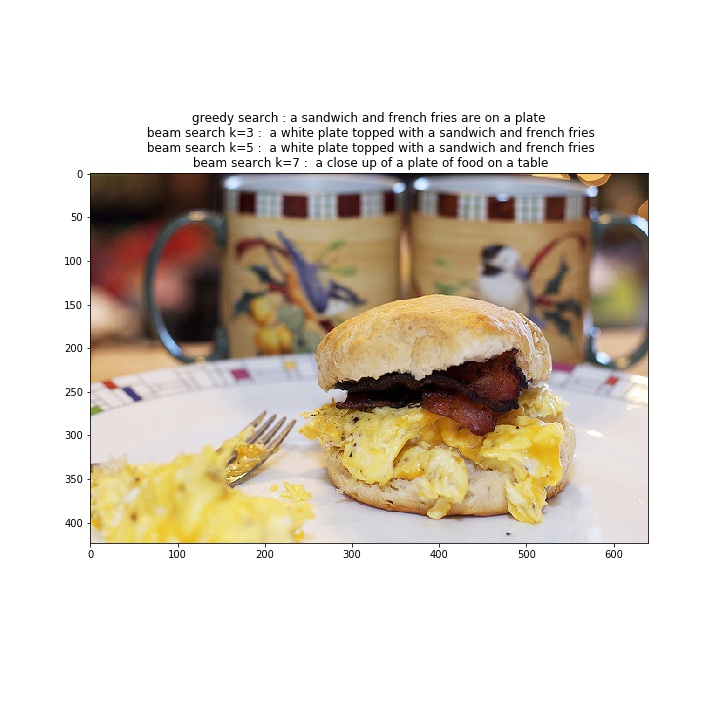 greedy search : a sandwich and french fries are on a plate
beam search k=3 :  a white plate topped with a sandwich and french fries
beam search k=5 :  a white plate topped with a sandwich and french fries
beam search k=7 :  a close up of a plate of food on a table
0
50
100
150
200
250
300
350
400
0 100 200 300 400 500 600